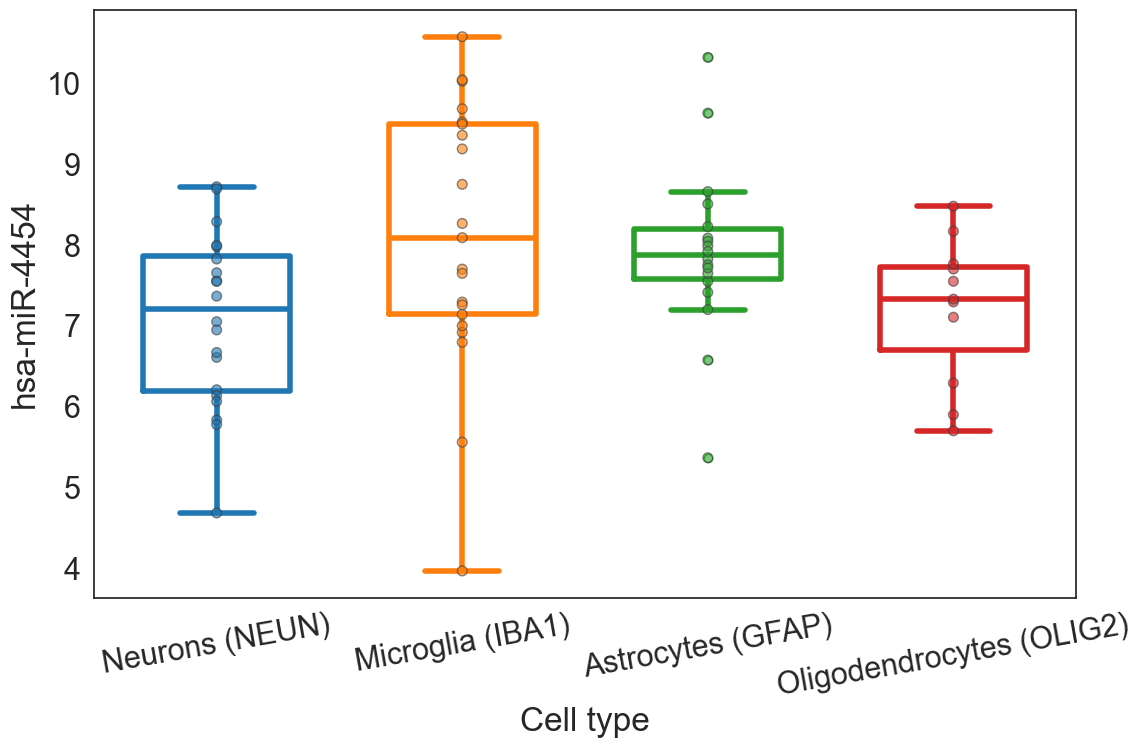 hsa-miR-4454
10
9
8
7
6
5
4
Neurons (NEUN)
Microglia (IBA1)
Astrocytes (GFAP)
Oligodendrocytes (OLIG2)
Cell type